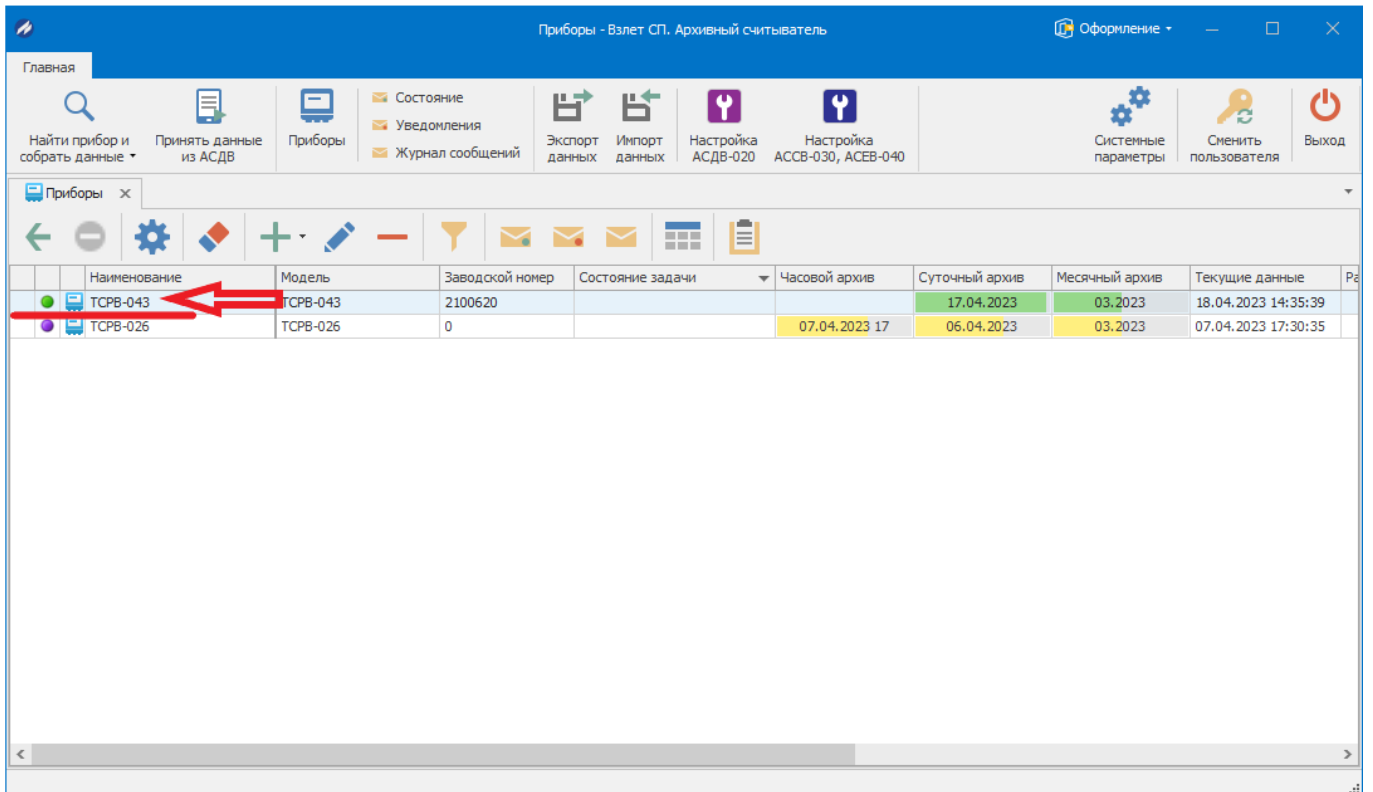 Приборы - Взлет СП. Архивный считыватель
Оформление
Главная
Найти прибор и
собрать данные
Принять данные
из АСДВ
Приборы
Состояние
Уведомления
Журнал сообщений
Экспорт
данных
Импорт
данных
Настройка
АСДВ-020
Настройка
АССВ-030, АСЕВ-040
Системные
параметры
Сменить
пользователя
Выход
Приборы
Наименование Модель Заводской номер Состояние задачи Часовой архив Суточный архив Месячный архив Текущие данные Ра
ТСРВ-043 ТСРВ-043 2100620 17.04.2023 03.2023 18.04.2023 14:35:39
ТСРВ-026 ТСРВ-026 0 07.04.2023 17 06.04.2023 03.2023 07.04.2023 17:30:35